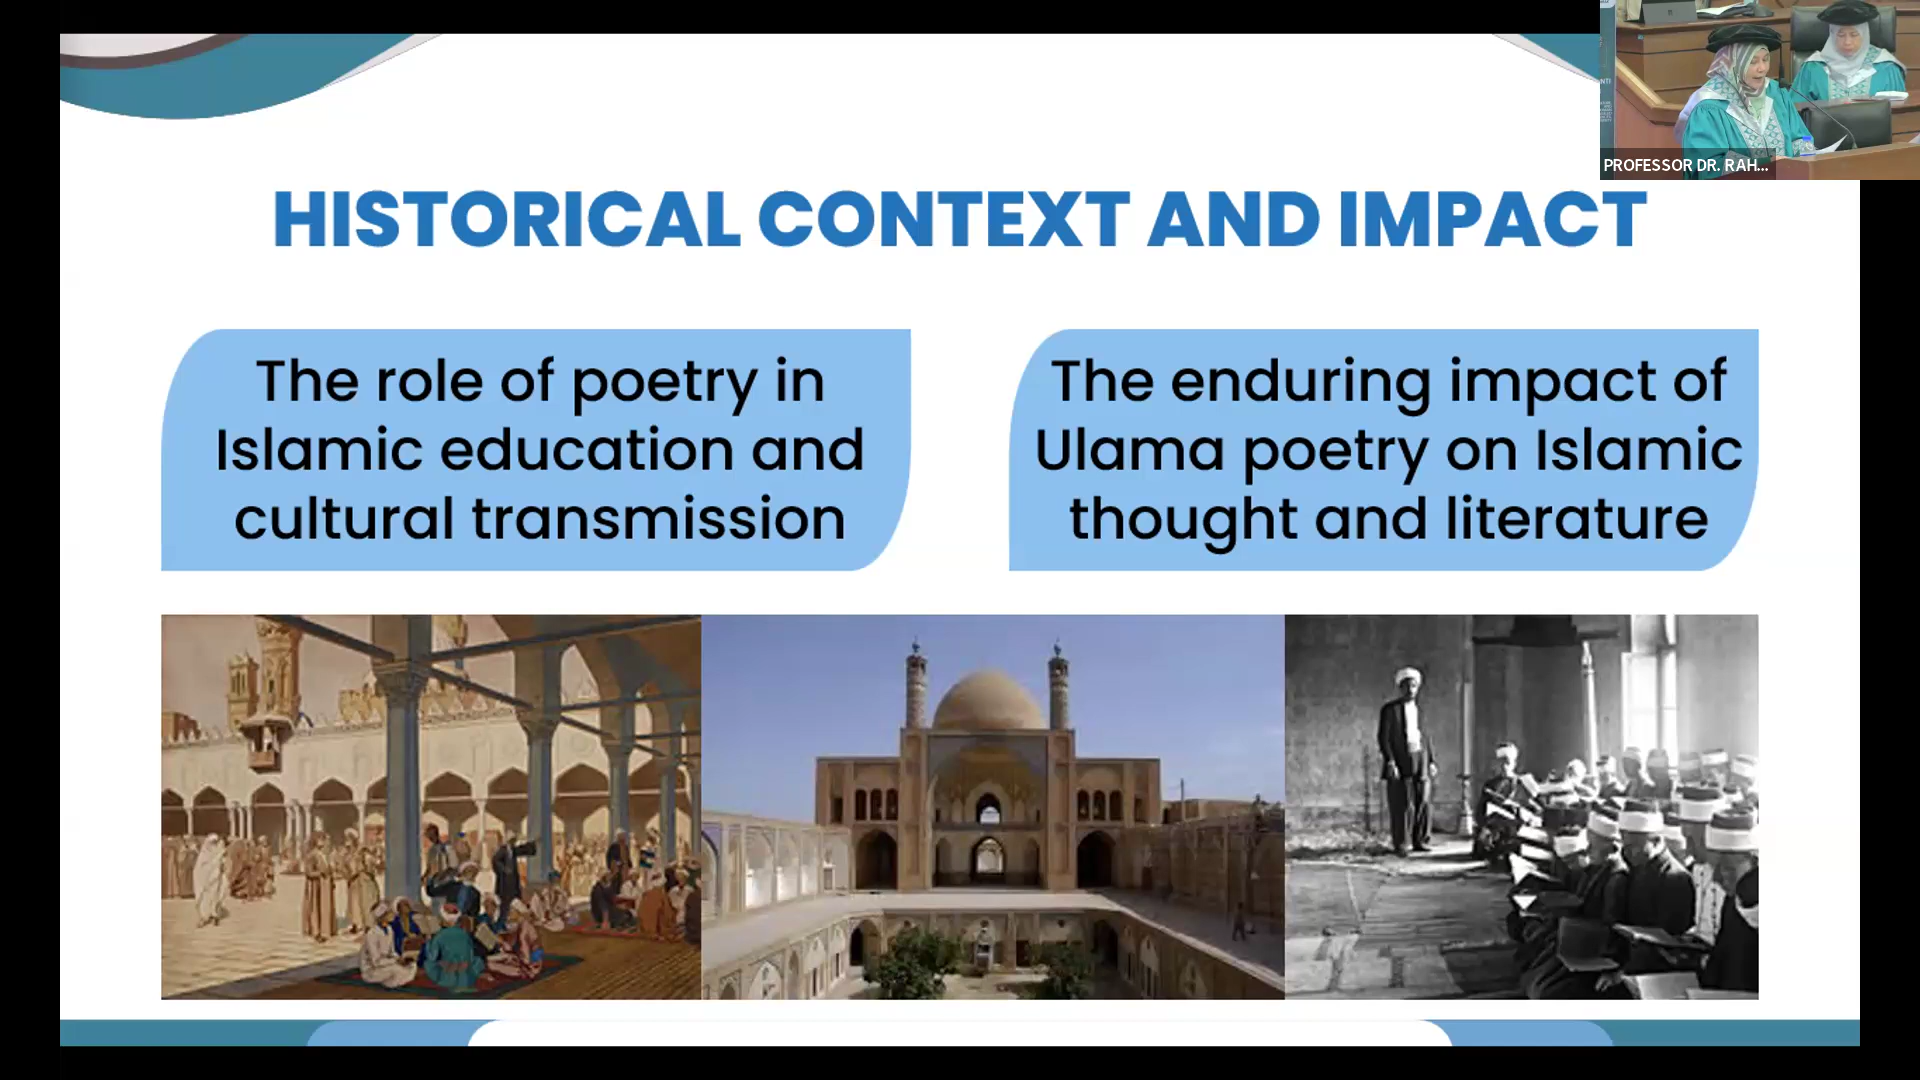 PROFESSOR DR. RAH...
HISTORICAL CONTEXT AND IMPACT
The role of poetry in
Islamic education and
cultural transmission
The enduring impact of
Ulama poetry on Islamic
thought and literature